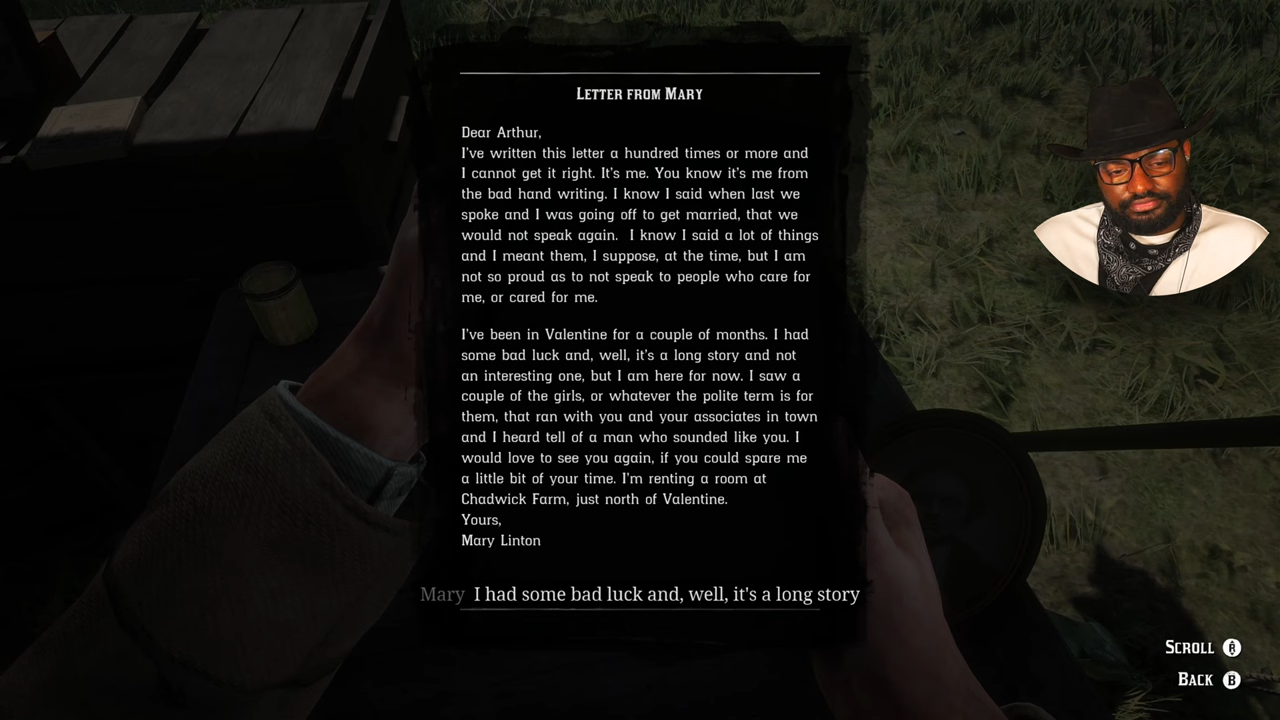 Letter from Mary
Dear Arthur,
I've written this letter a hundred times or more and
I cannot get it right. It's me. You know it's me from
the bad hand writing. I know I said when last we
spoke and I was going off to get married, that we
would not speak again. I know I said a lot of things
and I meant them, I suppose, at the time, but I am
not so proud as to not speak to people who care for
me, or cared for me.
I've been in Valentine for a couple of months. I had
some bad luck and, well, it's a long story and not
an interesting one, but I am here for now. I saw a
couple of the girls, or whatever the polite term is for
them, that ran with you and your associates in town
and I heard tell of a man who sounded like you. I
would love to see you again, if you could spare me
a little bit of your time. I'm renting a room at
Chadwick Farm, just north of Valentine.
Yours,
Mary Linton
Mary I had some bad luck and, well, it's a long story
Scroll R
Back B